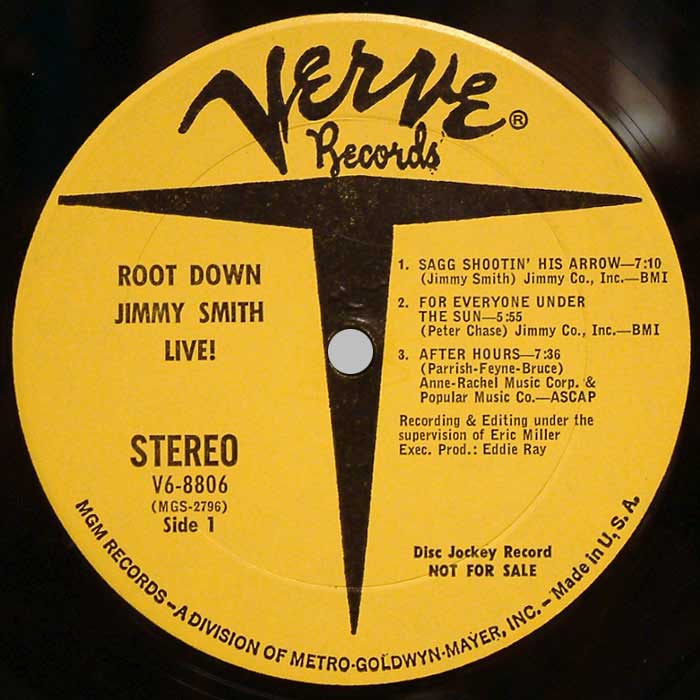 VERVE®
Records
ROOT DOWN
JIMMY SMITH
LIVE!
STEREO
V6-8806
(MGS-2796)
Side 1
1. SAGG SHOOTIN' HIS ARROW—7:10
(Jimmy Smith) Jimmy Co., Inc.—BMI
2. FOR EVERYONE UNDER
THE SUN—5:55
(Peter Chase) Jimmy Co., Inc.—BMI
3. AFTER HOURS—7:36
(Parrish-Feyne-Bruce)
Anne-Rachel Music Corp. &
Popular Music Co.—ASCAP
Recording & Editing under the
supervision of Eric Miller
Exec. Prod.: Eddie Ray
Disc Jockey Record
NOT FOR SALE
MGM RECORDS—A DIVISION OF METRO-GOLDWYN-MAYER, INC.—Made in U.S.A.